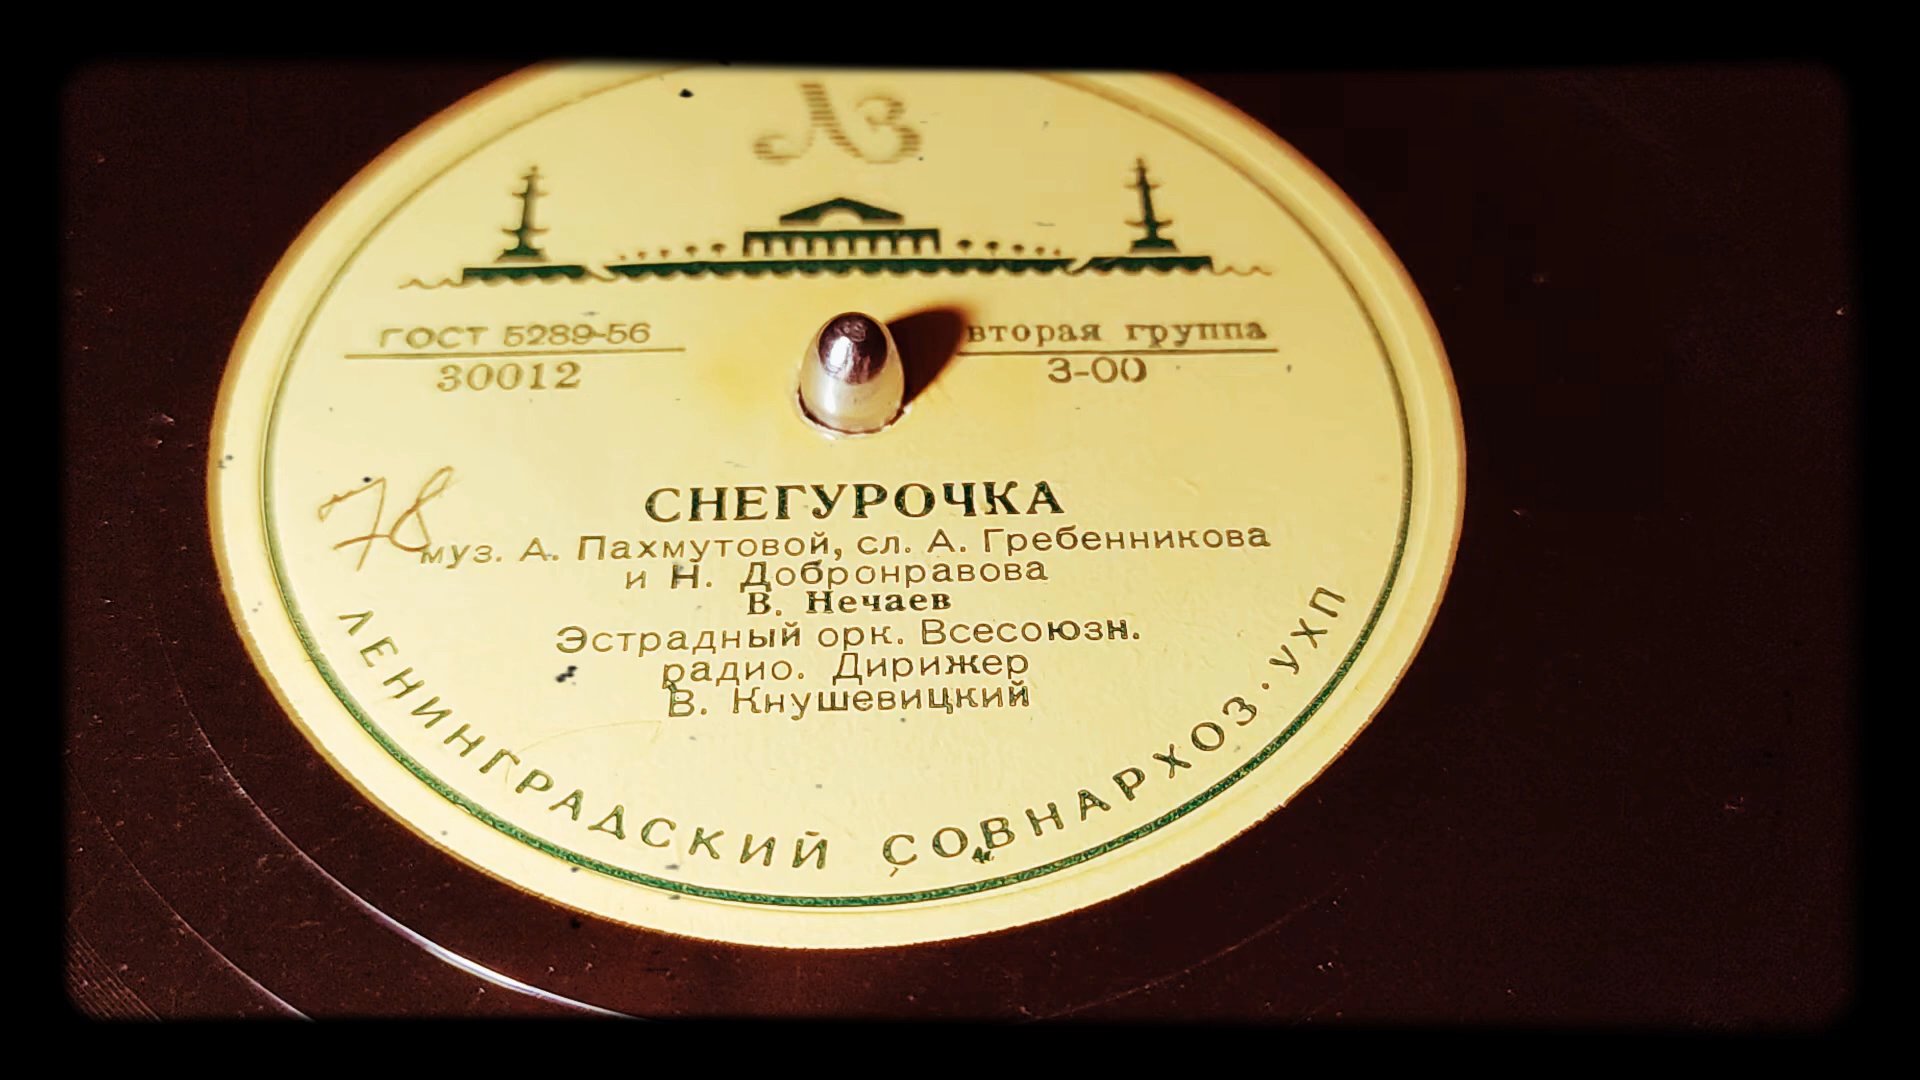 ЛЗ
ГОСТ 5289-56
30012
вторая группа
3-00
78
СНЕГУРОЧКА
муз. А. Пахмутовой, сл. А. Гребенникова
и Н. Добронравова
В. Нечаев
Эстрадный орк. Всесоюзн.
радио. Дирижер
В. Кнушевицкий
ЛЕНИНГРАДСКИЙ СОВНАРХОЗ · УХП